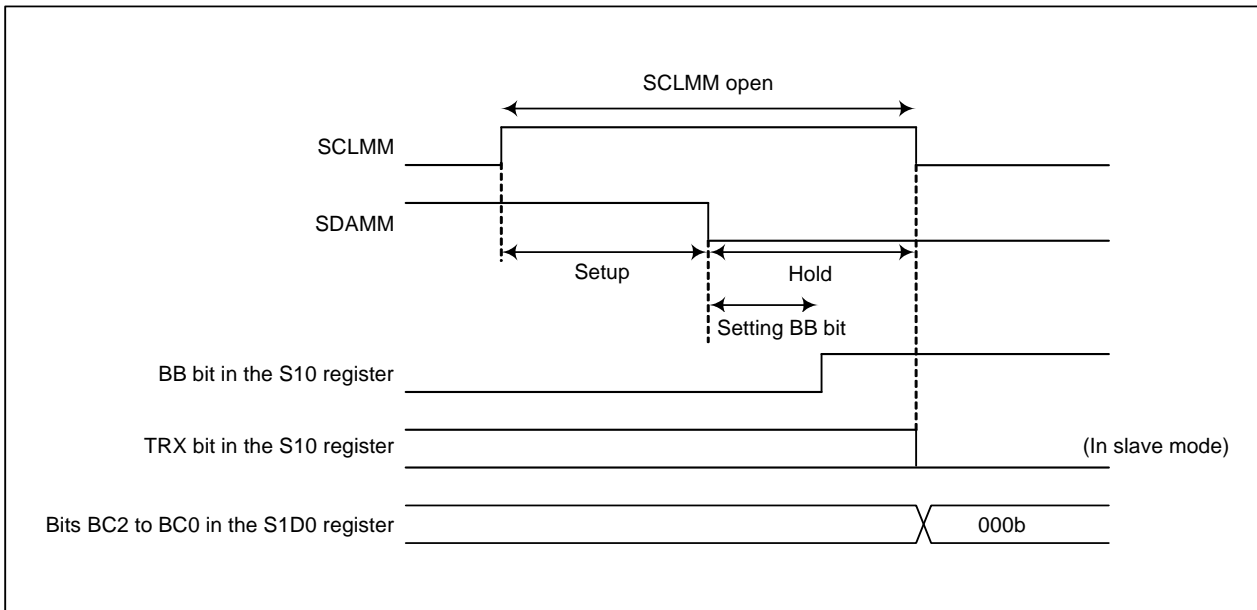 SCLMM open
SCLMM
SDAMM
Setup
Hold
Setting BB bit
BB bit in the S10 register
TRX bit in the S10 register
(In slave mode)
Bits BC2 to BC0 in the S1D0 register
000b